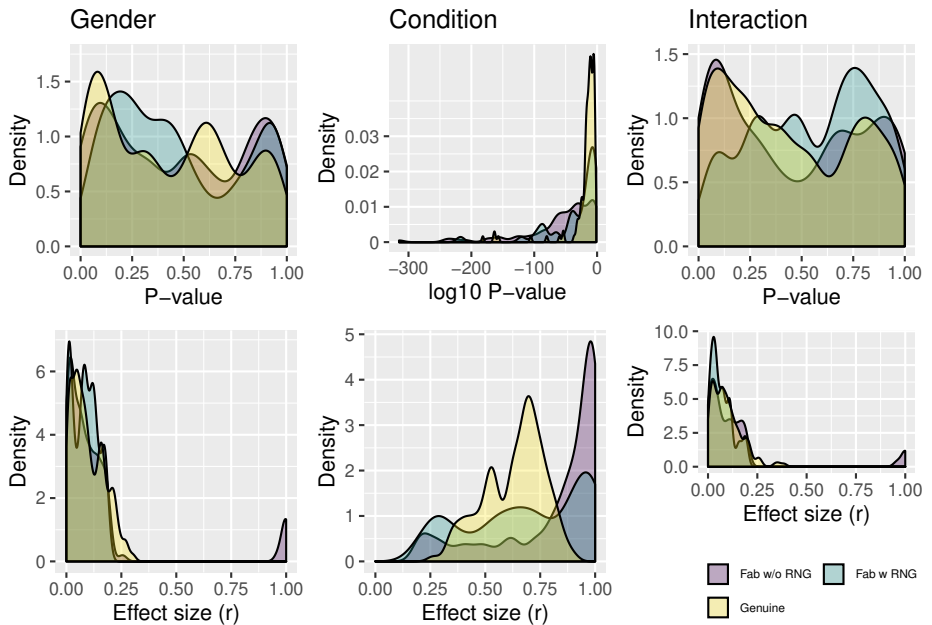 Gender
Condition
Interaction
Density
1.5
1.0
0.5
0.0
0.00 0.25 0.50 0.75 1.00
P−value
Density
0.03
0.02
0.01
0
−300 −200 −100 0
log10 P−value
Density
1.5
1.0
0.5
0.0
0.00 0.25 0.50 0.75 1.00
P−value
Density
6
4
2
0
0.00 0.25 0.50 0.75 1.00
Effect size (r)
Density
5
4
3
2
1
0
0.00 0.25 0.50 0.75 1.00
Effect size (r)
Density
10.0
7.5
5.0
2.5
0.0
0.00 0.25 0.50 0.75 1.00
Effect size (r)
Fab w/o RNG Fab w RNG
Genuine